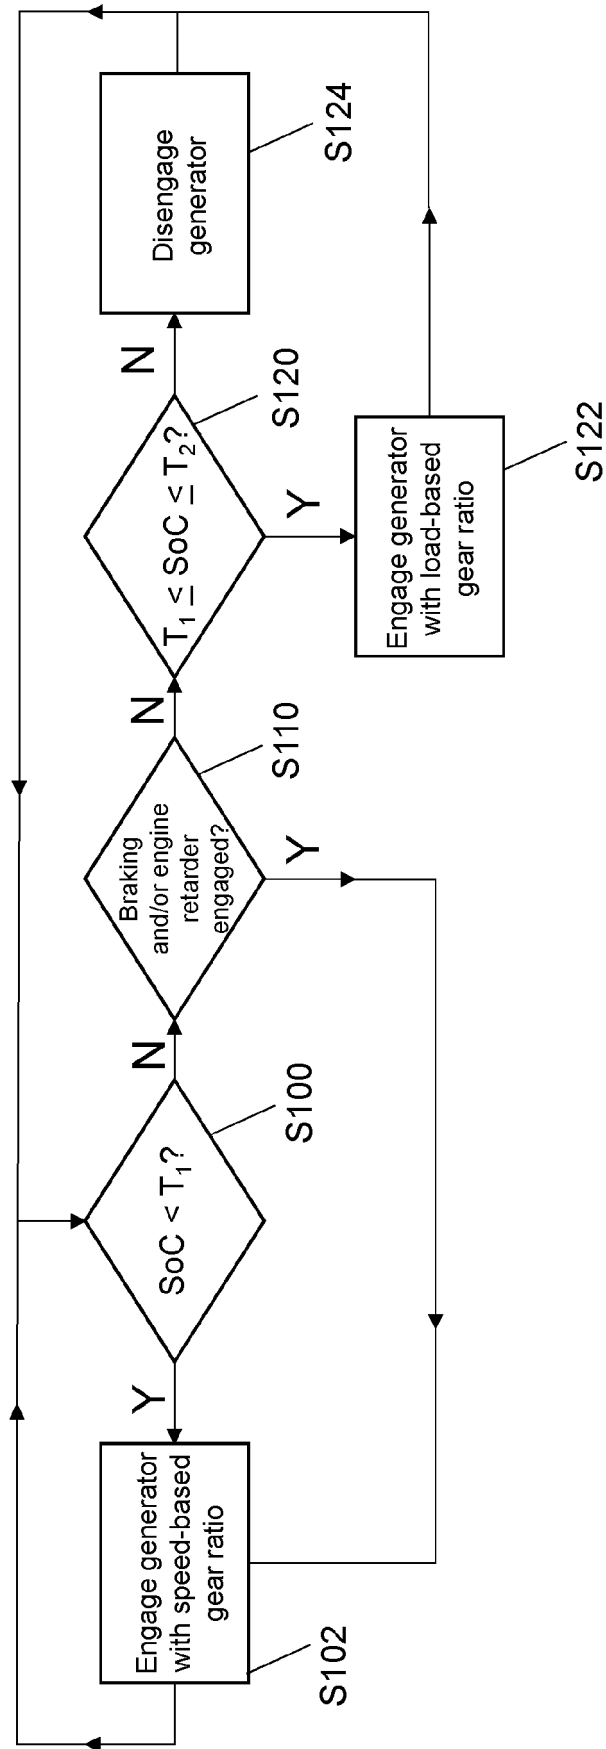 Engage generator
with speed-based
gear ratio
S102
Y
SoC < T₁?
S100
N
Braking
and/or engine
retarder
engaged?
S110
Y
N
T₁ ≤ SoC ≤ T₂?
S120
Y
Engage generator
with load-based
gear ratio
S122
N
Disengage
generator
S124